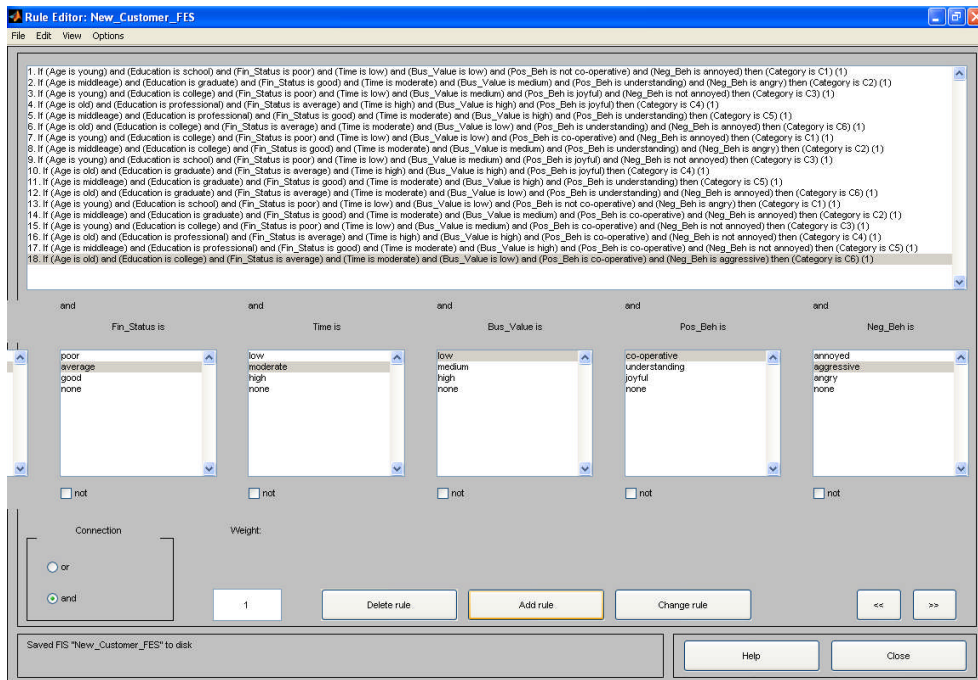 Rule Editor: New_Customer_FES
File Edit View Options
1. If (Age is young) and (Education is school) and (Fin_Status is poor) and (Time is low) and (Bus_Value is low) and (Pos_Beh is not co-operative) and (Neg_Beh is annoyed) then (Category is C1) (1)
2. If (Age is middleage) and (Education is graduate) and (Fin_Status is good) and (Time is moderate) and (Bus_Value is medium) and (Pos_Beh is understanding) and (Neg_Beh is angry) then (Category is C2) (1)
3. If (Age is young) and (Education is college) and (Fin_Status is poor) and (Time is low) and (Bus_Value is medium) and (Pos_Beh is joyful) and (Neg_Beh is not annoyed) then (Category is C3) (1)
4. If (Age is old) and (Education is professional) and (Fin_Status is average) and (Time is high) and (Bus_Value is high) and (Pos_Beh is joyful) then (Category is C4) (1)
5. If (Age is middleage) and (Education is professional) and (Fin_Status is good) and (Time is moderate) and (Bus_Value is high) and (Pos_Beh is understanding) then (Category is C5) (1)
6. If (Age is old) and (Education is college) and (Fin_Status is average) and (Time is moderate) and (Bus_Value is low) and (Pos_Beh is understanding) and (Neg_Beh is annoyed) then (Category is C6) (1)
7. If (Age is young) and (Education is college) and (Fin_Status is poor) and (Time is low) and (Bus_Value is low) and (Pos_Beh is co-operative) and (Neg_Beh is annoyed) then (Category is C1) (1)
8. If (Age is middleage) and (Education is college) and (Fin_Status is good) and (Time is moderate) and (Bus_Value is medium) and (Pos_Beh is understanding) and (Neg_Beh is angry) then (Category is C2) (1)
9. If (Age is young) and (Education is school) and (Fin_Status is poor) and (Time is low) and (Bus_Value is medium) and (Pos_Beh is joyful) and (Neg_Beh is not annoyed) then (Category is C3) (1)
10. If (Age is old) and (Education is graduate) and (Fin_Status is average) and (Time is high) and (Bus_Value is high) and (Pos_Beh is joyful) then (Category is C4) (1)
11. If (Age is middleage) and (Education is graduate) and (Fin_Status is good) and (Time is moderate) and (Bus_Value is high) and (Pos_Beh is understanding) then (Category is C5) (1)
12. If (Age is old) and (Education is graduate) and (Fin_Status is average) and (Time is moderate) and (Bus_Value is low) and (Pos_Beh is understanding) and (Neg_Beh is annoyed) then (Category is C6) (1)
13. If (Age is young) and (Education is school) and (Fin_Status is poor) and (Time is low) and (Bus_Value is low) and (Pos_Beh is not co-operative) and (Neg_Beh is angry) then (Category is C1) (1)
14. If (Age is middleage) and (Education is graduate) and (Fin_Status is good) and (Time is moderate) and (Bus_Value is medium) and (Pos_Beh is co-operative) and (Neg_Beh is annoyed) then (Category is C2) (1)
15. If (Age is young) and (Education is college) and (Fin_Status is poor) and (Time is low) and (Bus_Value is medium) and (Pos_Beh is co-operative) and (Neg_Beh is not annoyed) then (Category is C3) (1)
16. If (Age is old) and (Education is professional) and (Fin_Status is average) and (Time is high) and (Bus_Value is high) and (Pos_Beh is co-operative) and (Neg_Beh is not annoyed) then (Category is C4) (1)
17. If (Age is middleage) and (Education is professional) and (Fin_Status is good) and (Time is moderate) and (Bus_Value is high) and (Pos_Beh is co-operative) and (Neg_Beh is not annoyed) then (Category is C5) (1)
18. If (Age is old) and (Education is college) and (Fin_Status is average) and (Time is moderate) and (Bus_Value is low) and (Pos_Beh is co-operative) and (Neg_Beh is aggressive) then (Category is C6) (1)
and and and and and
Fin_Status is Time is Bus_Value is Pos_Beh is Neg_Beh is
poor low low co-operative annoyed
average moderate medium understanding aggressive
good high high joyful angry
none none none none none
not not not not not
Connection Weight:
or
and 1 Delete rule Add rule Change rule << >>
Saved FIS "New_Customer_FES" to disk
Help Close